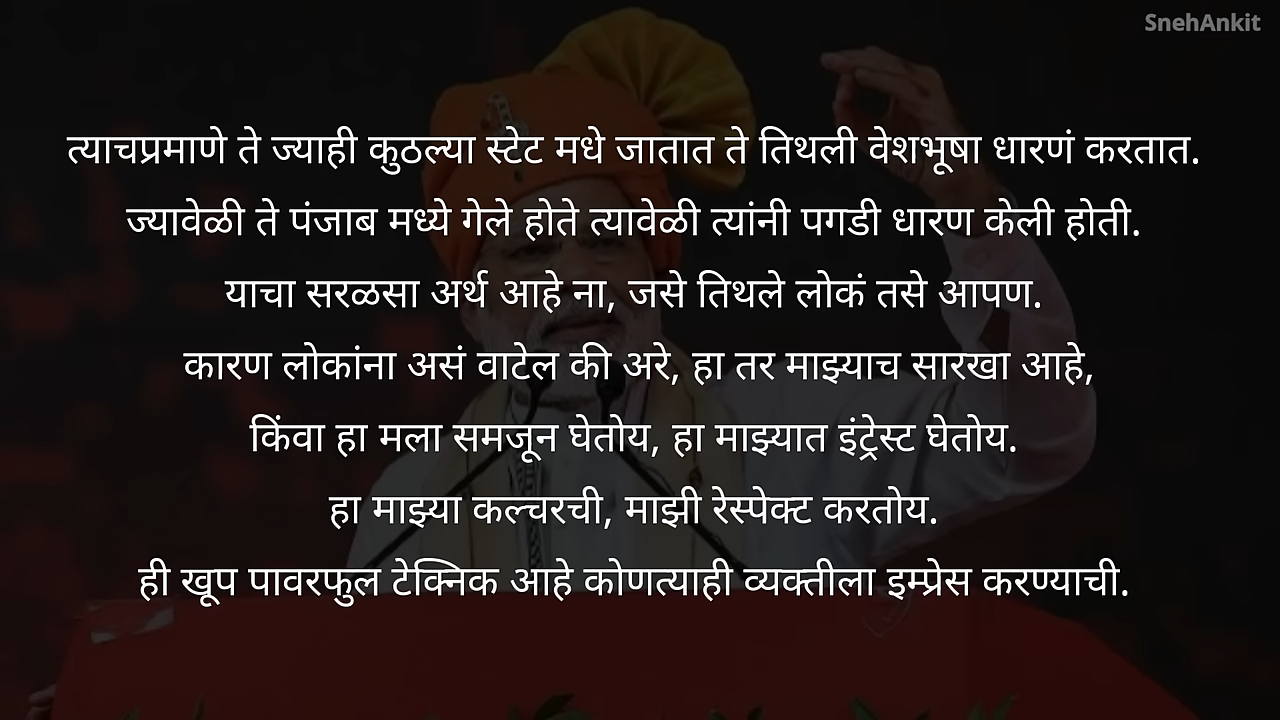 SnehAnkit
त्याचप्रमाणे ते ज्याही कुठल्या स्टेट मधे जातात ते तिथली वेशभूषा धारणं करतात.
ज्यावेळी ते पंजाब मध्ये गेले होते त्यावेळी त्यांनी पगडी धारण केली होती.
याचा सरळसा अर्थ आहे ना, जसे तिथले लोकं तसे आपण.
कारण लोकांना असं वाटेल की अरे, हा तर माझ्याच सारखा आहे,
किंवा हा मला समजून घेतोय, हा माझ्यात इंट्रेस्ट घेतोय.
हा माझ्या कल्चरची, माझी रेस्पेक्ट करतोय.
ही खूप पावरफुल टेक्निक आहे कोणत्याही व्यक्तीला इम्प्रेस करण्याची.